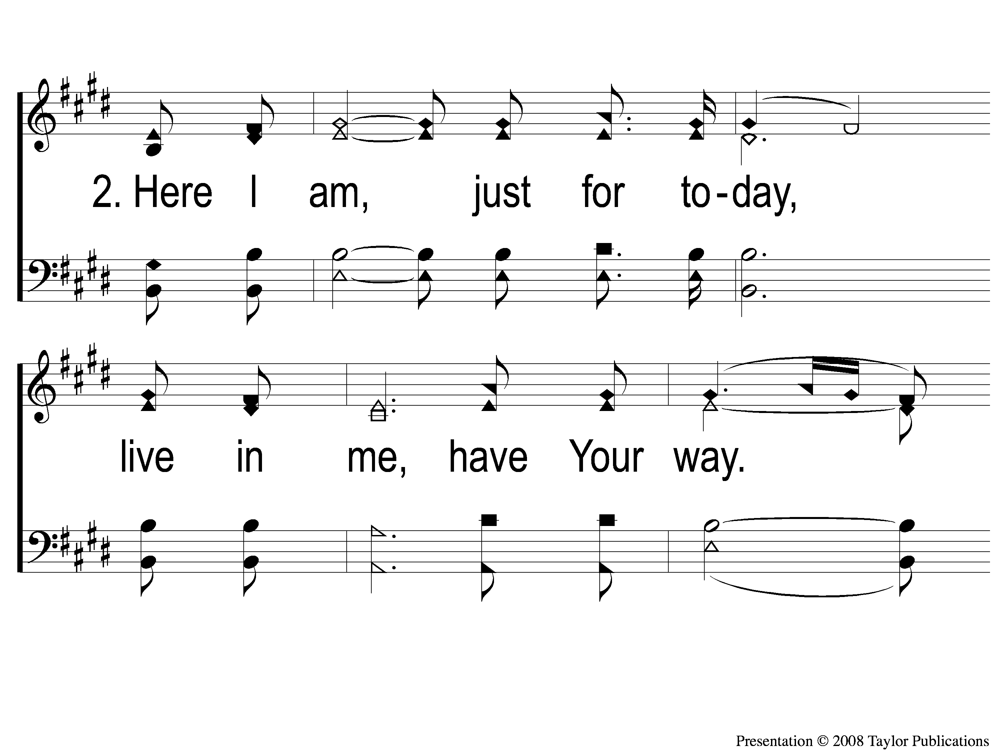 2. Here I am, just for to-day,
live in me, have Your way.
Presentation © 2008 Taylor Publications